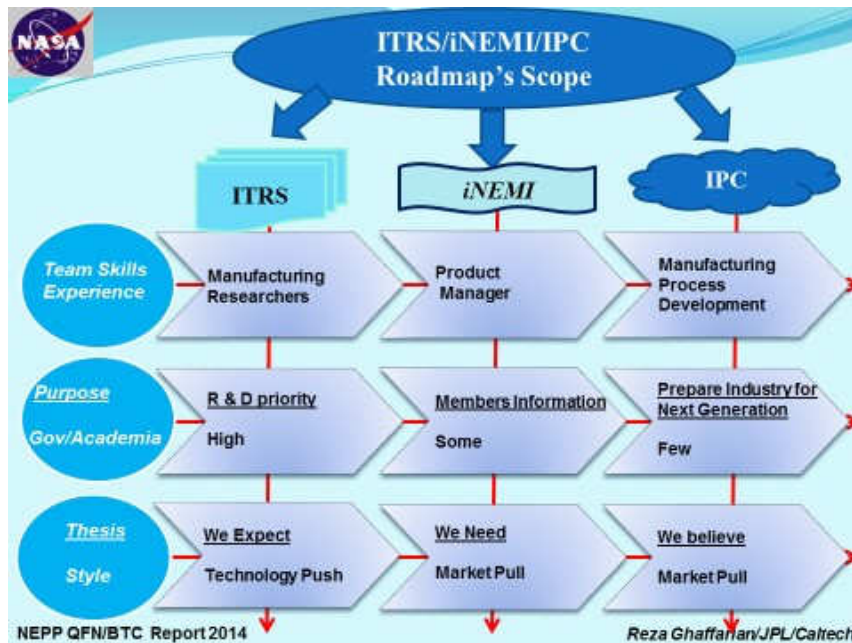 NASA
ITRS/iNEMI/IPC
Roadmap's Scope
ITRS
iNEMI
IPC
Team Skills
Experience
Manufacturing
Researchers
Product
Manager
Manufacturing
Process
Development
Purpose
Gov/Academia
R & D priority
High
Members Information
Some
Prepare Industry for
Next Generation
Few
Thesis
Style
We Expect
Technology Push
We Need
Market Pull
We believe
Market Pull
NEPP QFN/BTC Report 2014
Reza Ghaffarian/JPL/Caltech